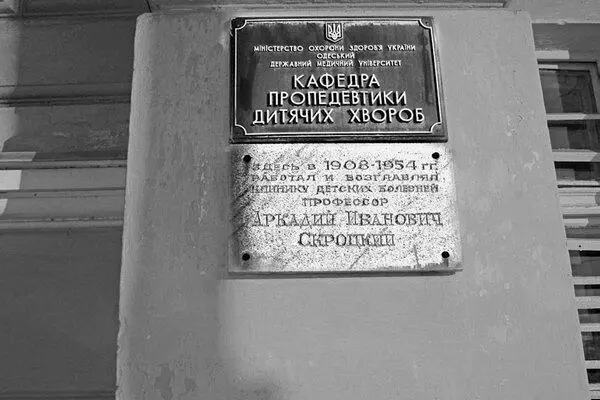 МІНІСТЕРСТВО ОХОРОНИ ЗДОРОВ'Я УКРАЇНИ
ОДЕСЬКИЙ
ДЕРЖАВНИЙ МЕДИЧНИЙ УНІВЕРСИТЕТ
КАФЕДРА
ПРОПЕДЕВТИКИ
ДИТЯЧИХ ХВОРОБ
ЗДЕСЬ В 1908-1954 ГГ.
РАБОТАЛ И ВОЗГЛАВЛЯЛ
КЛИНИКУ ДЕТСКИХ БОЛЕЗНЕЙ
ПРОФЕССОР
АРКАДИЙ ИВАНОВИЧ
СКРОЦКИЙ